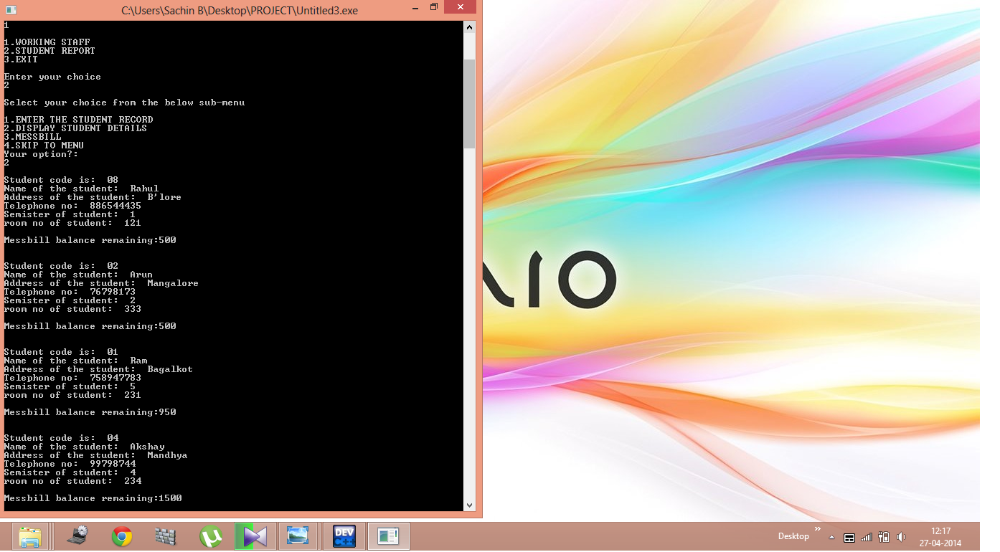 C:\Users\Sachin B\Desktop\PROJECT\Untitled3.exe
1
1.WORKING STAFF
2.STUDENT REPORT
3.EXIT
Enter your choice
2
Select your choice from the below sub-menu
1.ENTER THE STUDENT RECORD
2.DISPLAY STUDENT DETAILS
3.MESSBILL
4.SKIP TO MENU
Your option?:
2
Student code is:  08
Name of the student:  Rahul
Address of the student:  B'lore
Telephone no:  886544435
Semister of student:  1
room no of student:  121
Messbill balance remaining:500
Student code is:  02
Name of the student:  Arun
Address of the student:  Mangalore
Telephone no:  76798173
Semister of student:  2
room no of student:  333
Messbill balance remaining:500
Student code is:  01
Name of the student:  Ram
Address of the student:  Bagalkot
Telephone no:  758947783
Semister of student:  5
room no of student:  231
Messbill balance remaining:950
Student code is:  04
Name of the student:  Akshay
Address of the student:  Mandhya
Telephone no:  99798744
Semister of student:  4
room no of student:  234
Messbill balance remaining:1500
AIO
DEV
C++
Desktop
12:17
27-04-2014